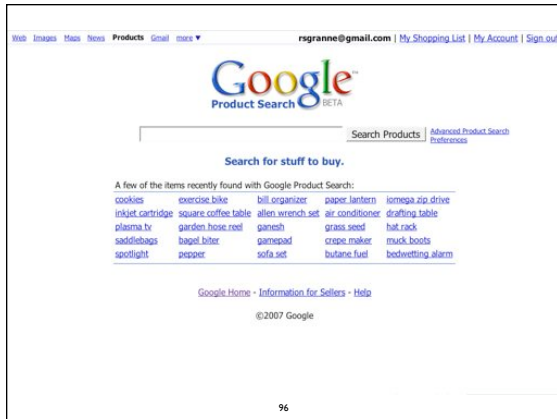 Web Images Maps News Products Gmail more ▼ rsgranne@gmail.com | My Shopping List | My Account | Sign out
Google™
Product Search BETA
Search Products Advanced Product Search
Preferences
Search for stuff to buy.
A few of the items recently found with Google Product Search:
cookies exercise bike bill organizer paper lantern iomega zip drive
inkjet cartridge square coffee table allen wrench set air conditioner drafting table
plasma tv garden hose reel ganesh grass seed hat rack
saddlebags bagel biter gamepad crepe maker muck boots
spotlight pepper sofa set butane fuel bedwetting alarm
Google Home - Information for Sellers - Help
©2007 Google
96